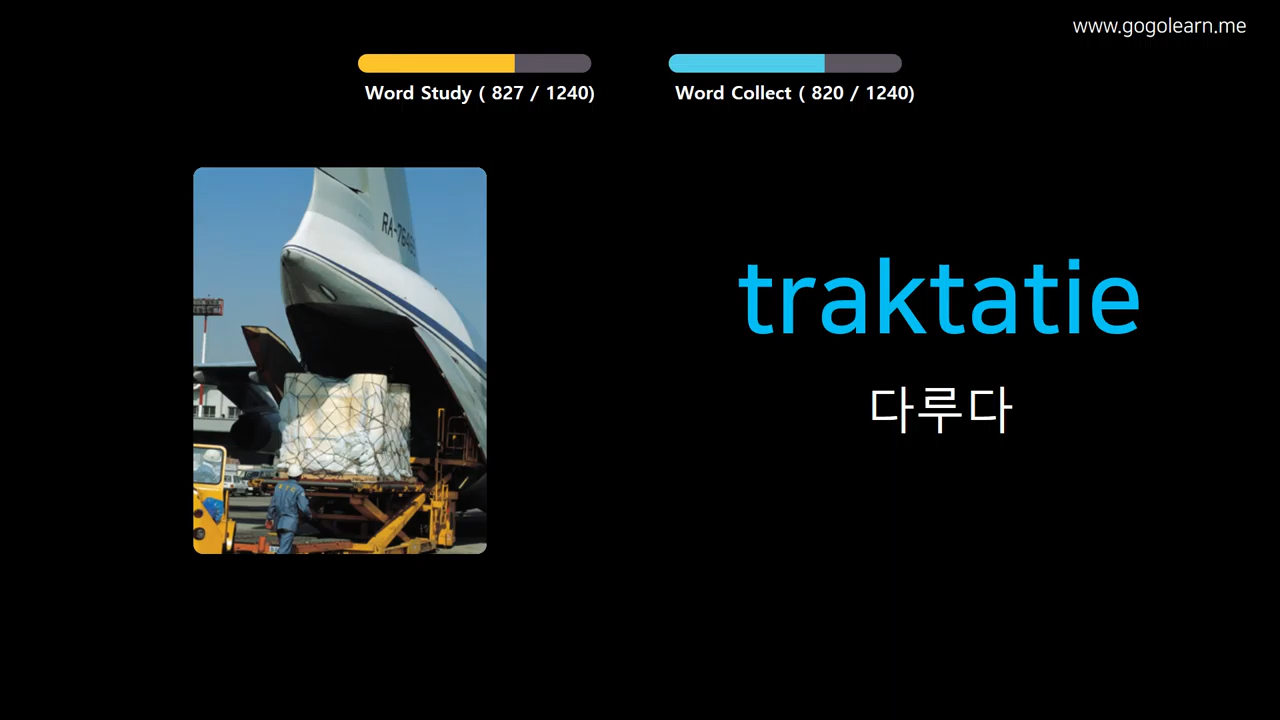 www.gogolearn.me
Word Study ( 827 / 1240)
Word Collect ( 820 / 1240)
traktatie
다루다